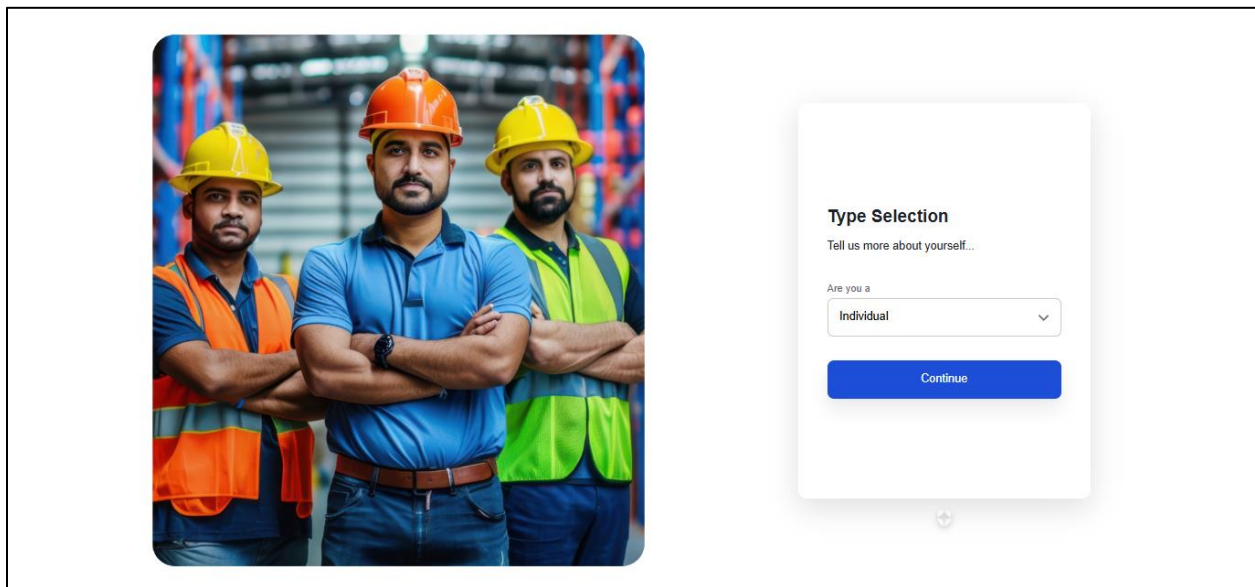 Type Selection
Tell us more about yourself...
Are you a
Individual
Continue